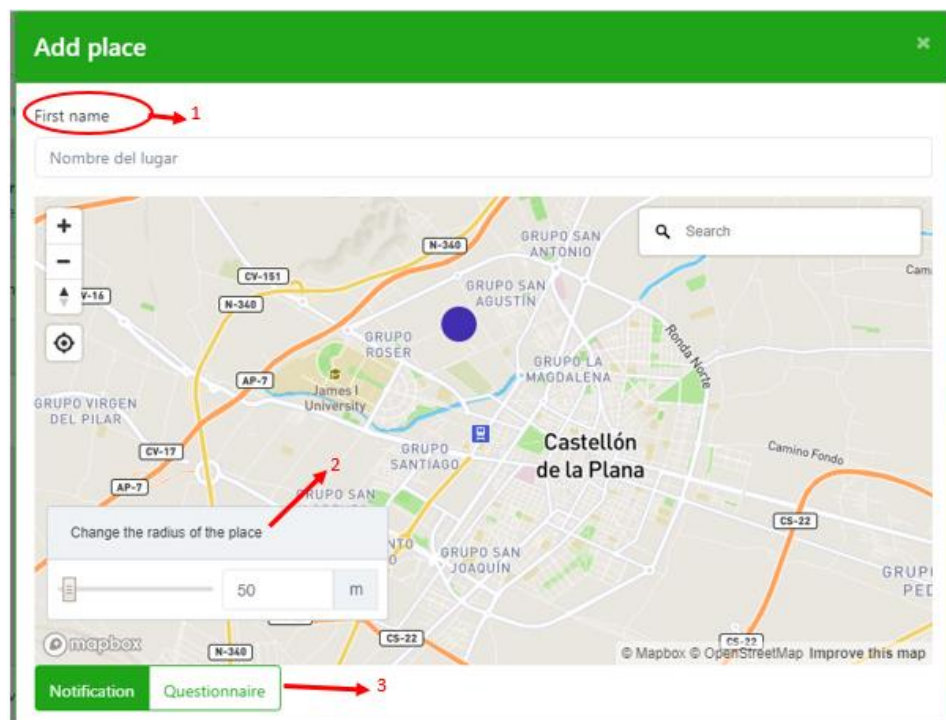 Add place ×
First name
1
Nombre del lugar
Search
GRUPO SAN
ANTONIO
N-340
CV-151
GRUPO SAN
AGUSTÍN
N-340
GRUPO
ROSER
Ronda Norte
GRUPO LA
MAGDALENA
AP-7
James I
University
GRUPO VIRGEN
DEL PILAR
Castellón
de la Plana
CV-17
GRUPO
SANTIAGO
Camino Fondo
2
AP-7
CS-22
Change the radius of the place
GRUPO SAN
JOAQUÍN
50 m
mapbox
CS-22
CS-22
N-340
© Mapbox © OpenStreetMap Improve this map
Notification Questionnaire
3